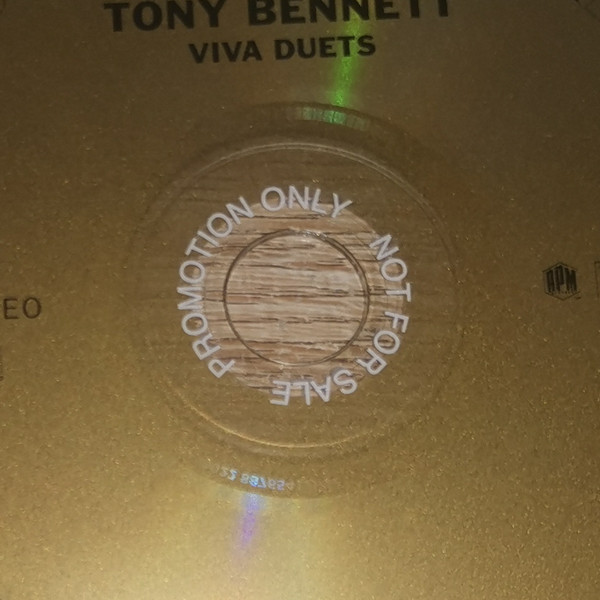 TONY BENNETT
VIVA DUETS
PROMOTION ONLY NOT FOR SALE
EO
RPM